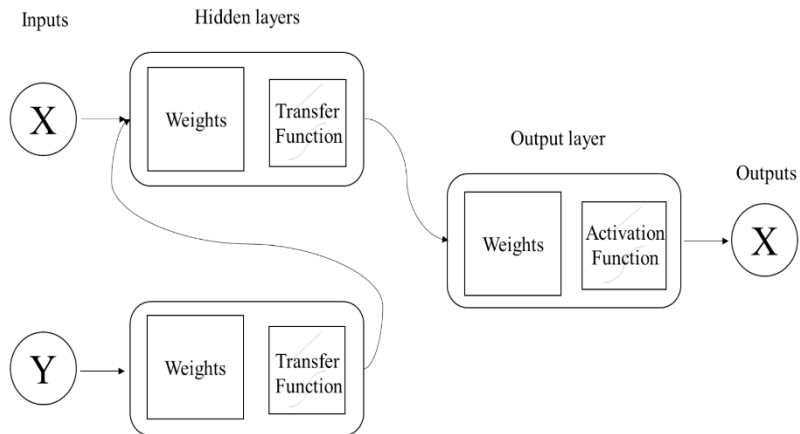 Inputs
Hidden layers
X
Weights
Transfer
Function
Output layer
Weights
Activation
Function
Outputs
X
Y
Weights
Transfer
Function